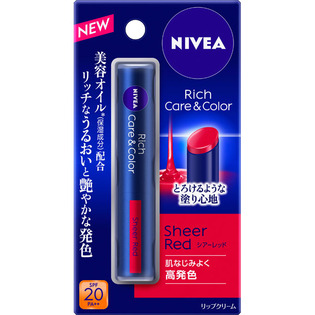 NEW
NIVEA
Rich
Care & Color
美容オイル(保湿成分)配合
リッチなうるおいと艶やかな発色
NIVEA
Rich
Care & Color
Sheer Red
とろけるような
塗り心地
Sheer
Red シアーレッド
肌なじみよく
高発色
SPF
20
PA++
リップクリーム